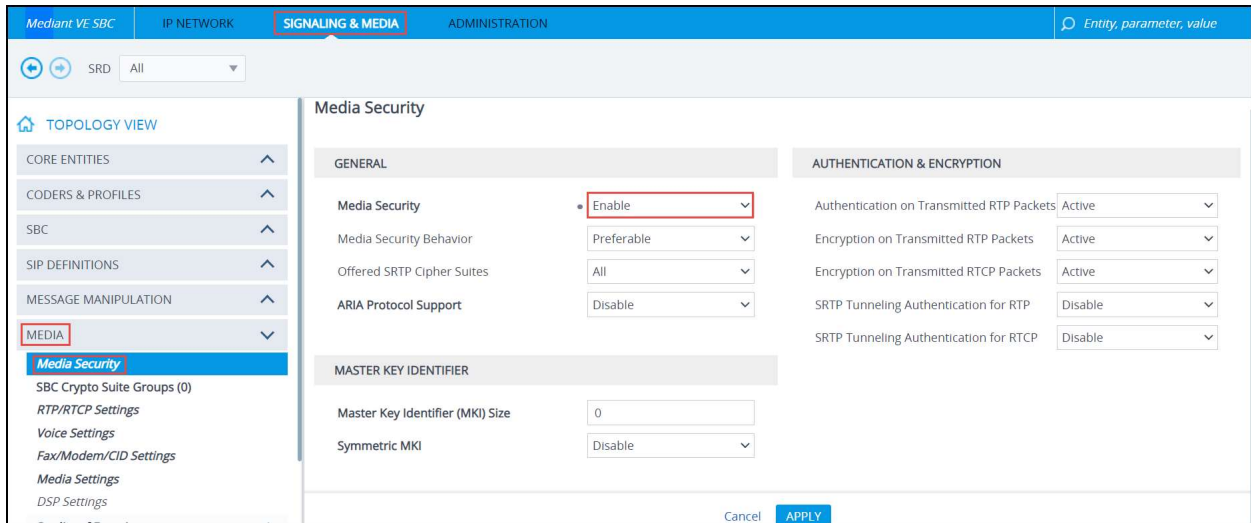 Mediant VE SBC IP NETWORK SIGNALING & MEDIA ADMINISTRATION Entity, parameter, value
SRD All
TOPOLOGY VIEW
CORE ENTITIES
CODERS & PROFILES
SBC
SIP DEFINITIONS
MESSAGE MANIPULATION
MEDIA
Media Security
SBC Crypto Suite Groups (0)
RTP/RTCP Settings
Voice Settings
Fax/Modem/CID Settings
Media Settings
DSP Settings
Media Security
GENERAL
Media Security Enable
Media Security Behavior Preferable
Offered SRTP Cipher Suites All
ARIA Protocol Support Disable
MASTER KEY IDENTIFIER
Master Key Identifier (MKI) Size 0
Symmetric MKI Disable
AUTHENTICATION & ENCRYPTION
Authentication on Transmitted RTP Packets Active
Encryption on Transmitted RTP Packets Active
Encryption on Transmitted RTCP Packets Active
SRTP Tunneling Authentication for RTP Disable
SRTP Tunneling Authentication for RTCP Disable
Cancel APPLY